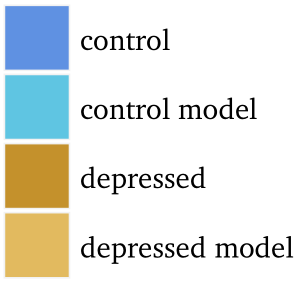 control
control model
depressed
depressed model